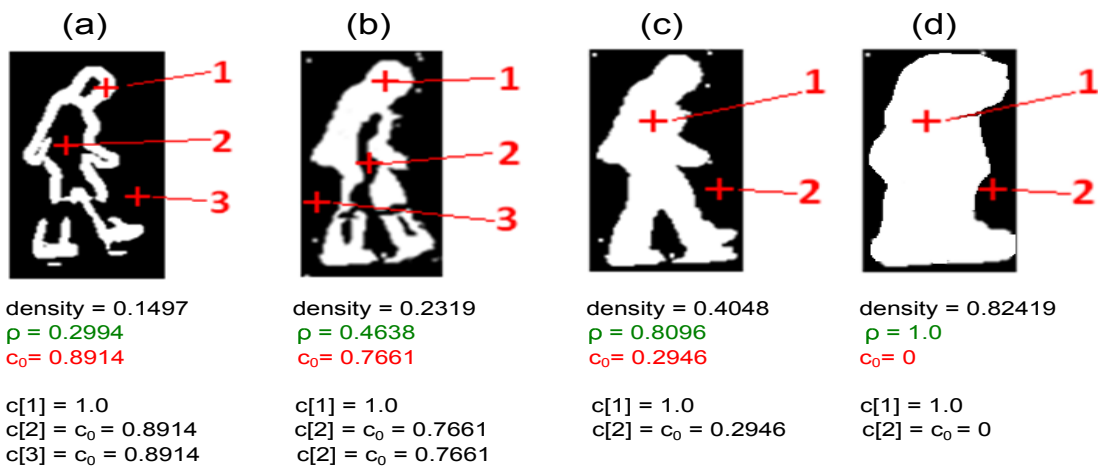 (a)
1
2
3
density = 0.1497
ρ = 0.2994
c₀= 0.8914
c[1] = 1.0
c[2] = c₀ = 0.8914
c[3] = c₀ = 0.8914
(b)
1
2
3
density = 0.2319
ρ = 0.4638
c₀= 0.7661
c[1] = 1.0
c[2] = c₀ = 0.7661
c[2] = c₀ = 0.7661
(c)
1
2
density = 0.4048
ρ = 0.8096
c₀= 0.2946
c[1] = 1.0
c[2] = c₀ = 0.2946
(d)
1
2
density = 0.82419
ρ = 1.0
c₀= 0
c[1] = 1.0
c[2] = c₀ = 0